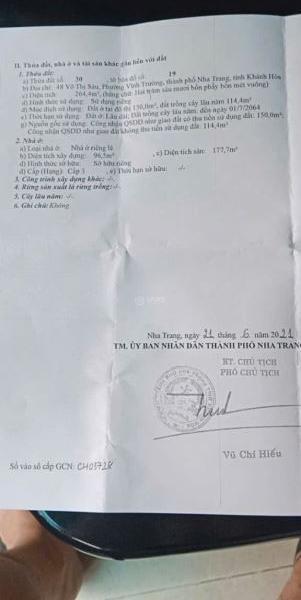 II. Thửa đất, nhà ở và tài sản khác gắn liền với đất
1. Thửa đất:
a) Thửa đất số: 30 , tờ bản đồ số: 19
b) Địa chỉ: 48 Võ Thị Sáu, Phường Vĩnh Trường, thành phố Nha Trang, tỉnh Khánh Hòa
c) Diện tích: 264,4m², (bằng chữ: Hai trăm sáu mươi bốn phẩy bốn mét vuông)
d) Hình thức sử dụng: Sử dụng riêng
đ) Mục đích sử dụng: Đất ở tại đô thị 150,0m², đất trồng cây lâu năm 114,4m²
e) Thời hạn sử dụng: Đất ở: Lâu dài; Đất trồng cây lâu năm: đến ngày 01/7/2064
g) Nguồn gốc sử dụng: Công nhận QSDĐ như giao đất có thu tiền sử dụng đất: 150,0m²;
Công nhận QSDĐ như giao đất không thu tiền sử dụng đất: 114,4m²
2. Nhà ở:
a) Loại nhà ở: Nhà ở riêng lẻ
b) Diện tích xây dựng: 96,5m² , c) Diện tích sàn: 177,7m²
d) Hình thức sở hữu: Sở hữu riêng
đ) Cấp (Hạng): Cấp 3 , e) Thời hạn sở hữu: -/-
3. Công trình xây dựng khác: -/-
4. Rừng sản xuất là rừng trồng: -/-
5. Cây lâu năm: -/-
6. Ghi chú: Không
Nha Trang, ngày 21 tháng 6 năm 2021
TM. ỦY BAN NHÂN DÂN THÀNH PHỐ NHA TRANG
KT. CHỦ TỊCH
PHÓ CHỦ TỊCH
Vũ Chí Hiếu
Số vào sổ cấp GCN: CH05728